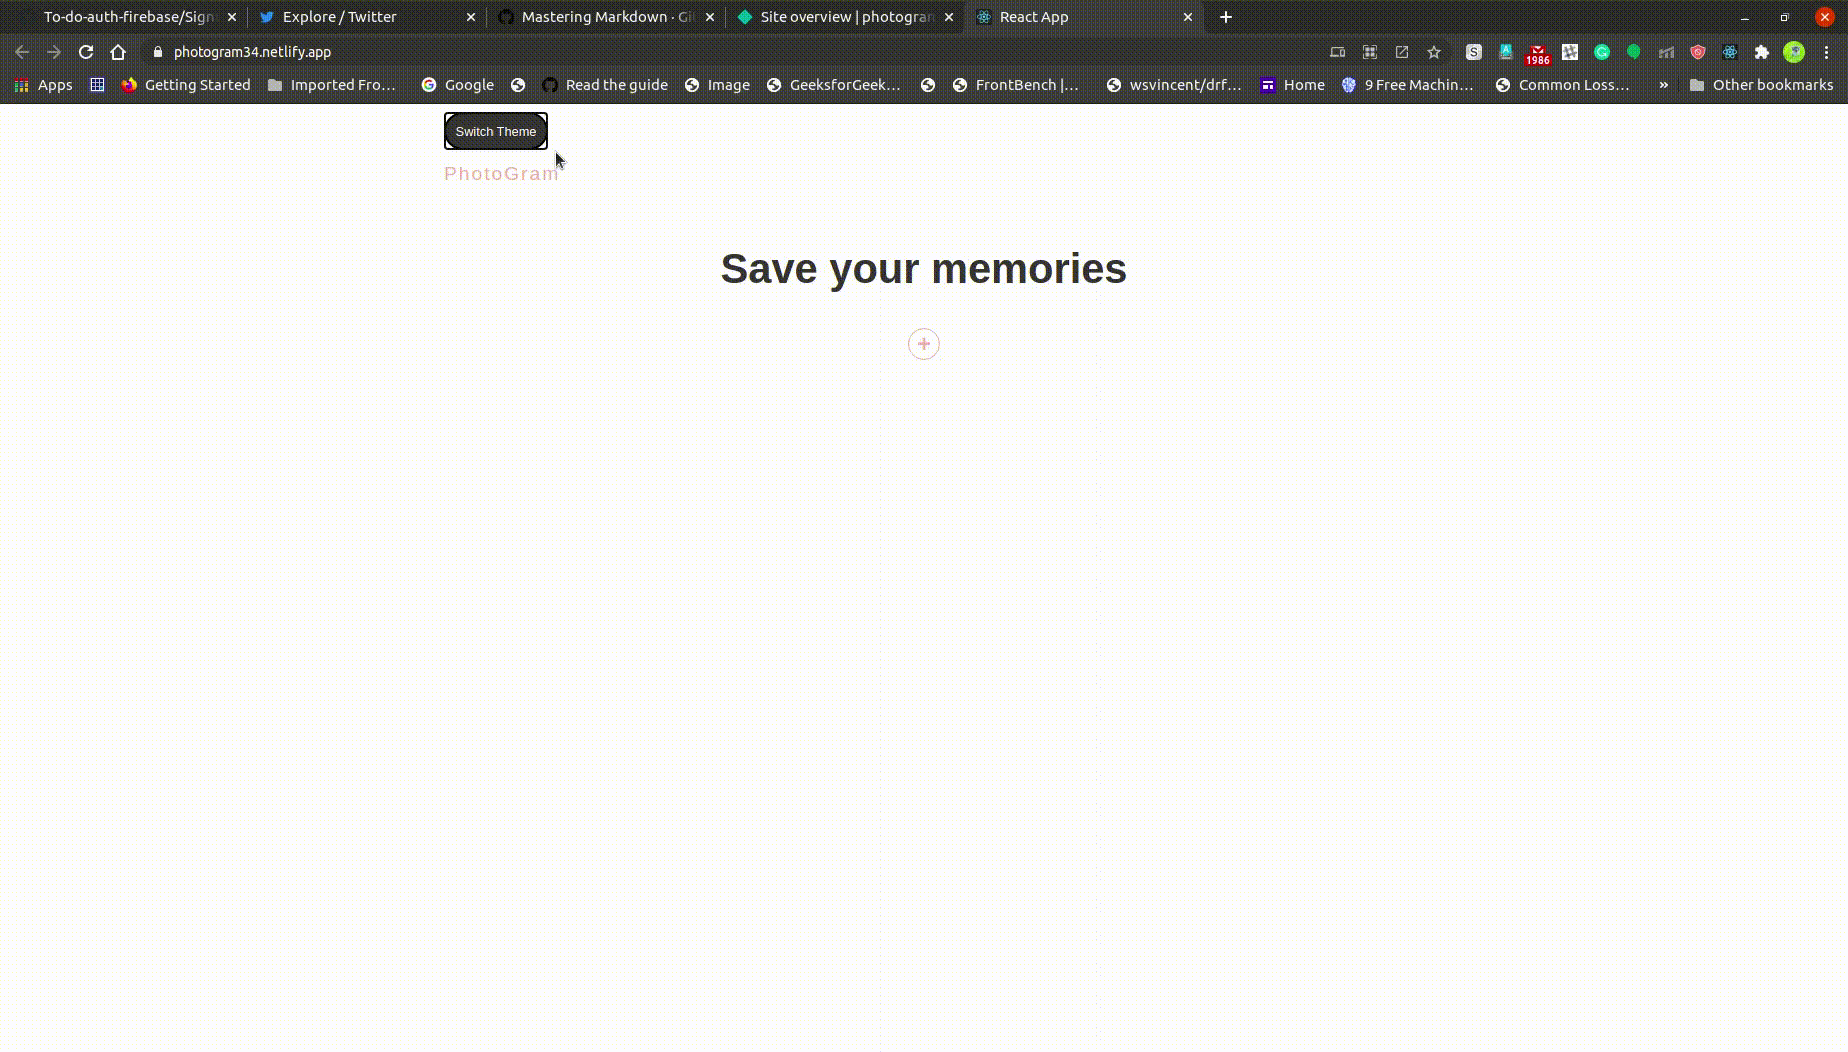 To-do-auth-firebase/Sign Explore / Twitter Mastering Markdown · Gi Site overview | photogram React App
photogram34.netlify.app
1986
Apps Getting Started Imported Fro... Google Read the guide Image GeeksforGeek... FrontBench |... wsvincent/drf... Home 9 Free Machin... Common Loss... » Other bookmarks
Switch Theme
PhotoGram
Save your memories